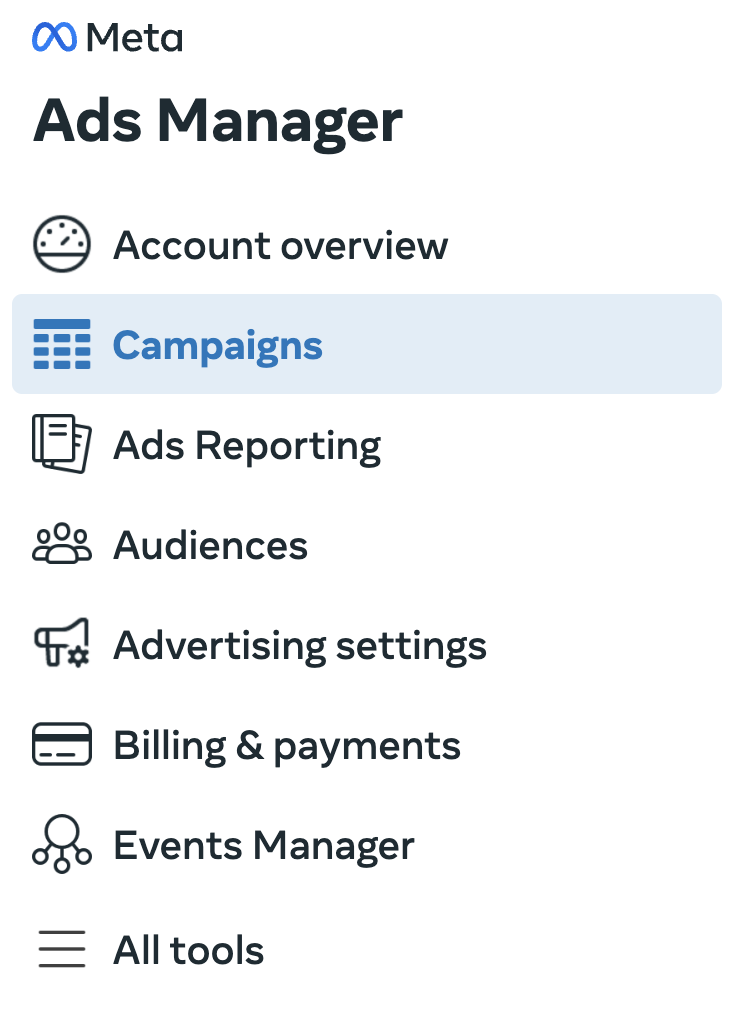 Meta
Ads Manager
Account overview
Campaigns
Ads Reporting
Audiences
Advertising settings
Billing & payments
Events Manager
All tools